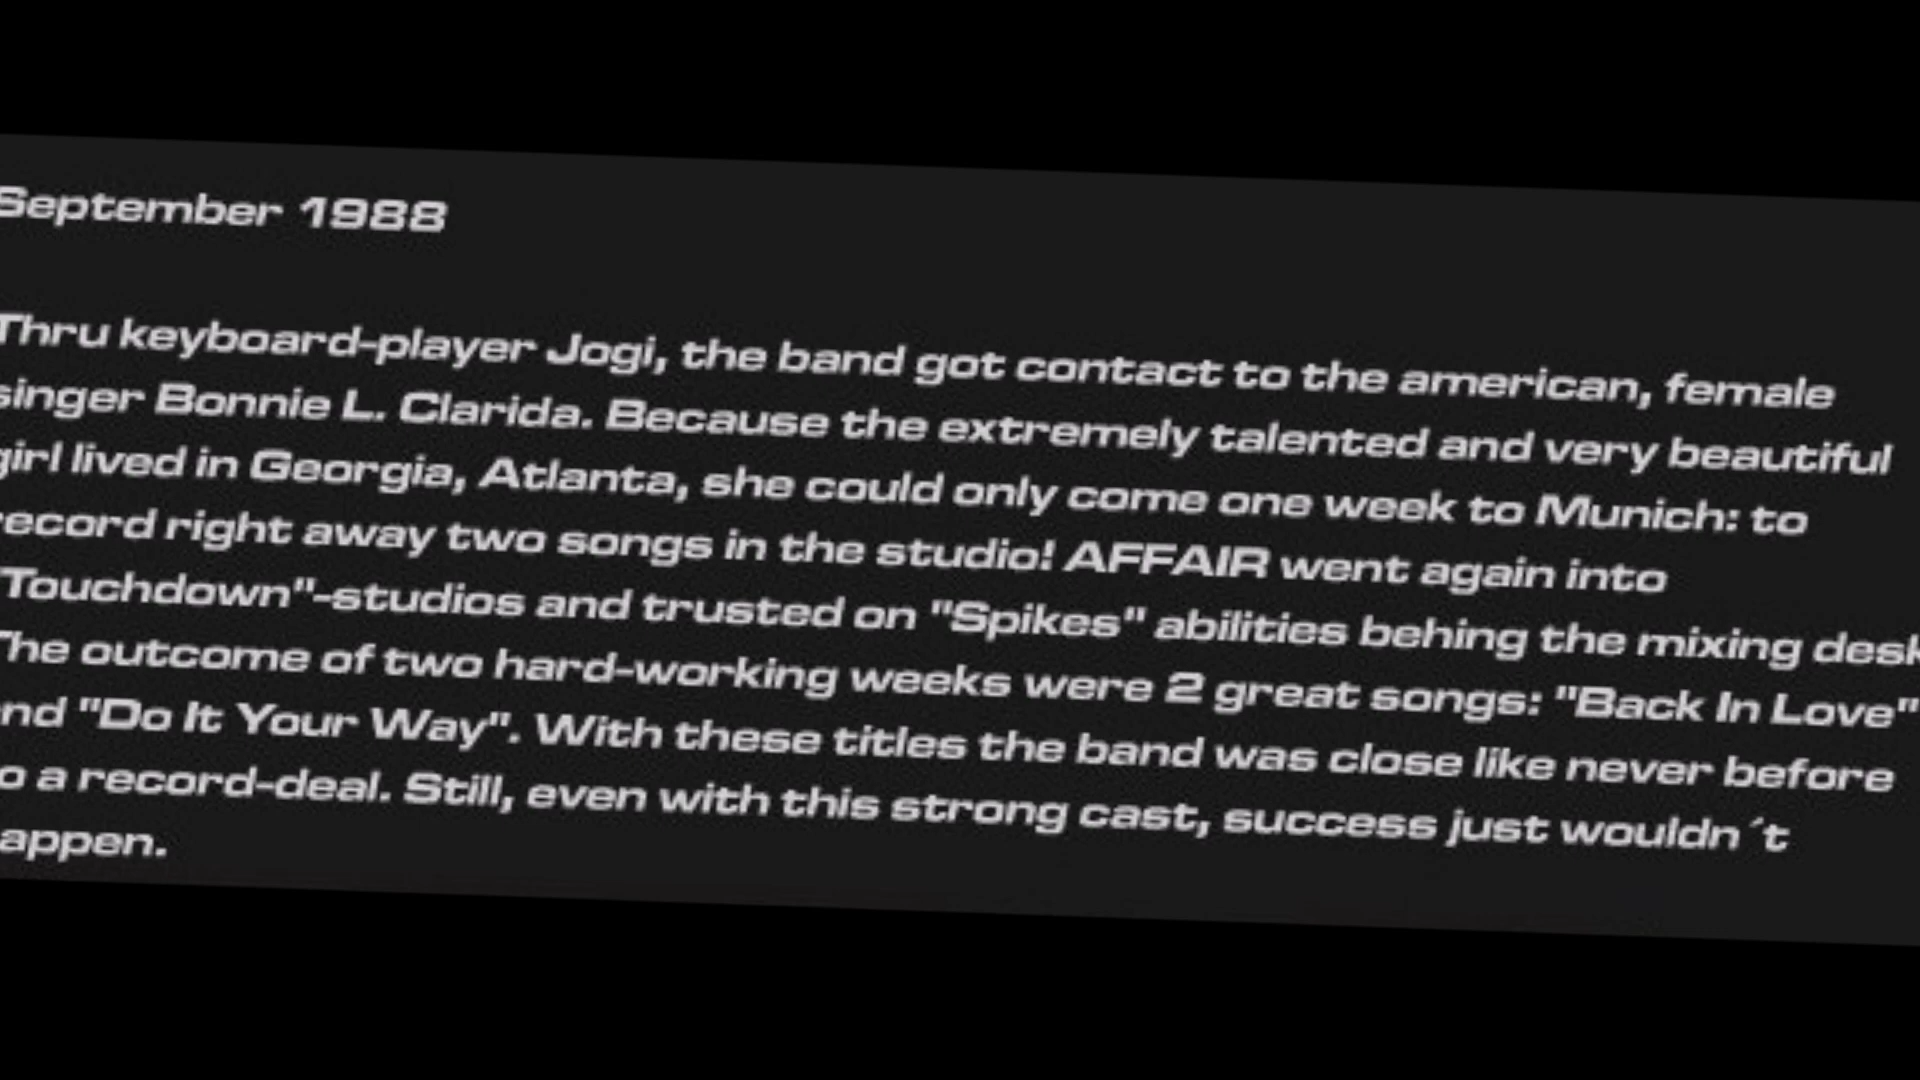 September 1988
Thru keyboard-player Jogi, the band got contact to the american, female
singer Bonnie L. Clarida. Because the extremely talented and very beautiful
girl lived in Georgia, Atlanta, she could only come one week to Munich: to
record right away two songs in the studio! AFFAIR went again into
"Touchdown"-studios and trusted on "Spikes" abilities behing the mixing desk
The outcome of two hard-working weeks were 2 great songs: "Back In Love"
nd "Do It Your Way". With these titles the band was close like never before
o a record-deal. Still, even with this strong cast, success just wouldn´t
appen.